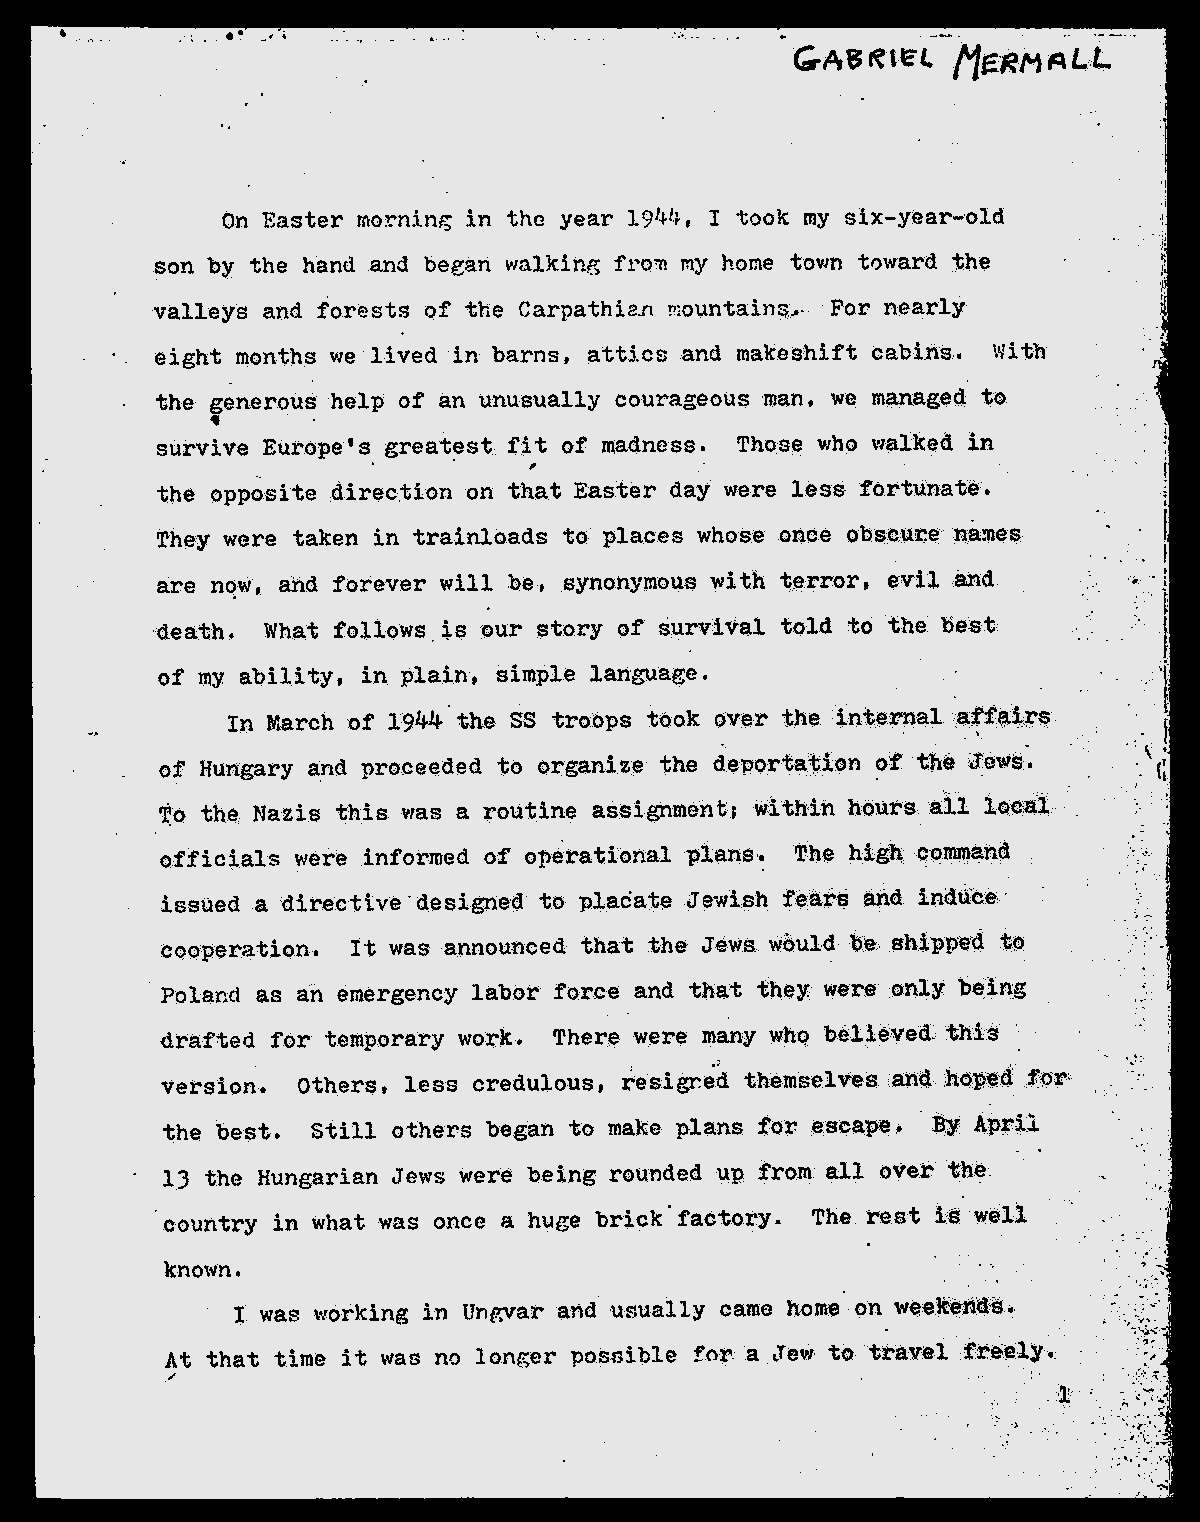 GABRIEL MERMALL
On Easter morning in the year 1944, I took my six-year-old
son by the hand and began walking from my home town toward the
valleys and forests of the Carpathian mountains. For nearly
eight months we lived in barns, attics and makeshift cabins. With
the generous help of an unusually courageous man, we managed to
survive Europe's greatest fit of madness. Those who walked in
the opposite direction on that Easter day were less fortunate.
They were taken in trainloads to places whose once obscure names
are now, and forever will be, synonymous with terror, evil and
death. What follows is our story of survival told to the best
of my ability, in plain, simple language.
In March of 1944 the SS troops took over the internal affairs
of Hungary and proceeded to organize the deportation of the Jews.
To the Nazis this was a routine assignment; within hours all local
officials were informed of operational plans. The high command
issued a directive designed to placate Jewish fears and induce
cooperation. It was announced that the Jews would be shipped to
Poland as an emergency labor force and that they were only being
drafted for temporary work. There were many who believed this
version. Others, less credulous, resigned themselves and hoped for
the best. Still others began to make plans for escape. By April
13 the Hungarian Jews were being rounded up from all over the
country in what was once a huge brick factory. The rest is well
known.
I was working in Ungvar and usually came home on weekends.
At that time it was no longer possible for a Jew to travel freely.
1